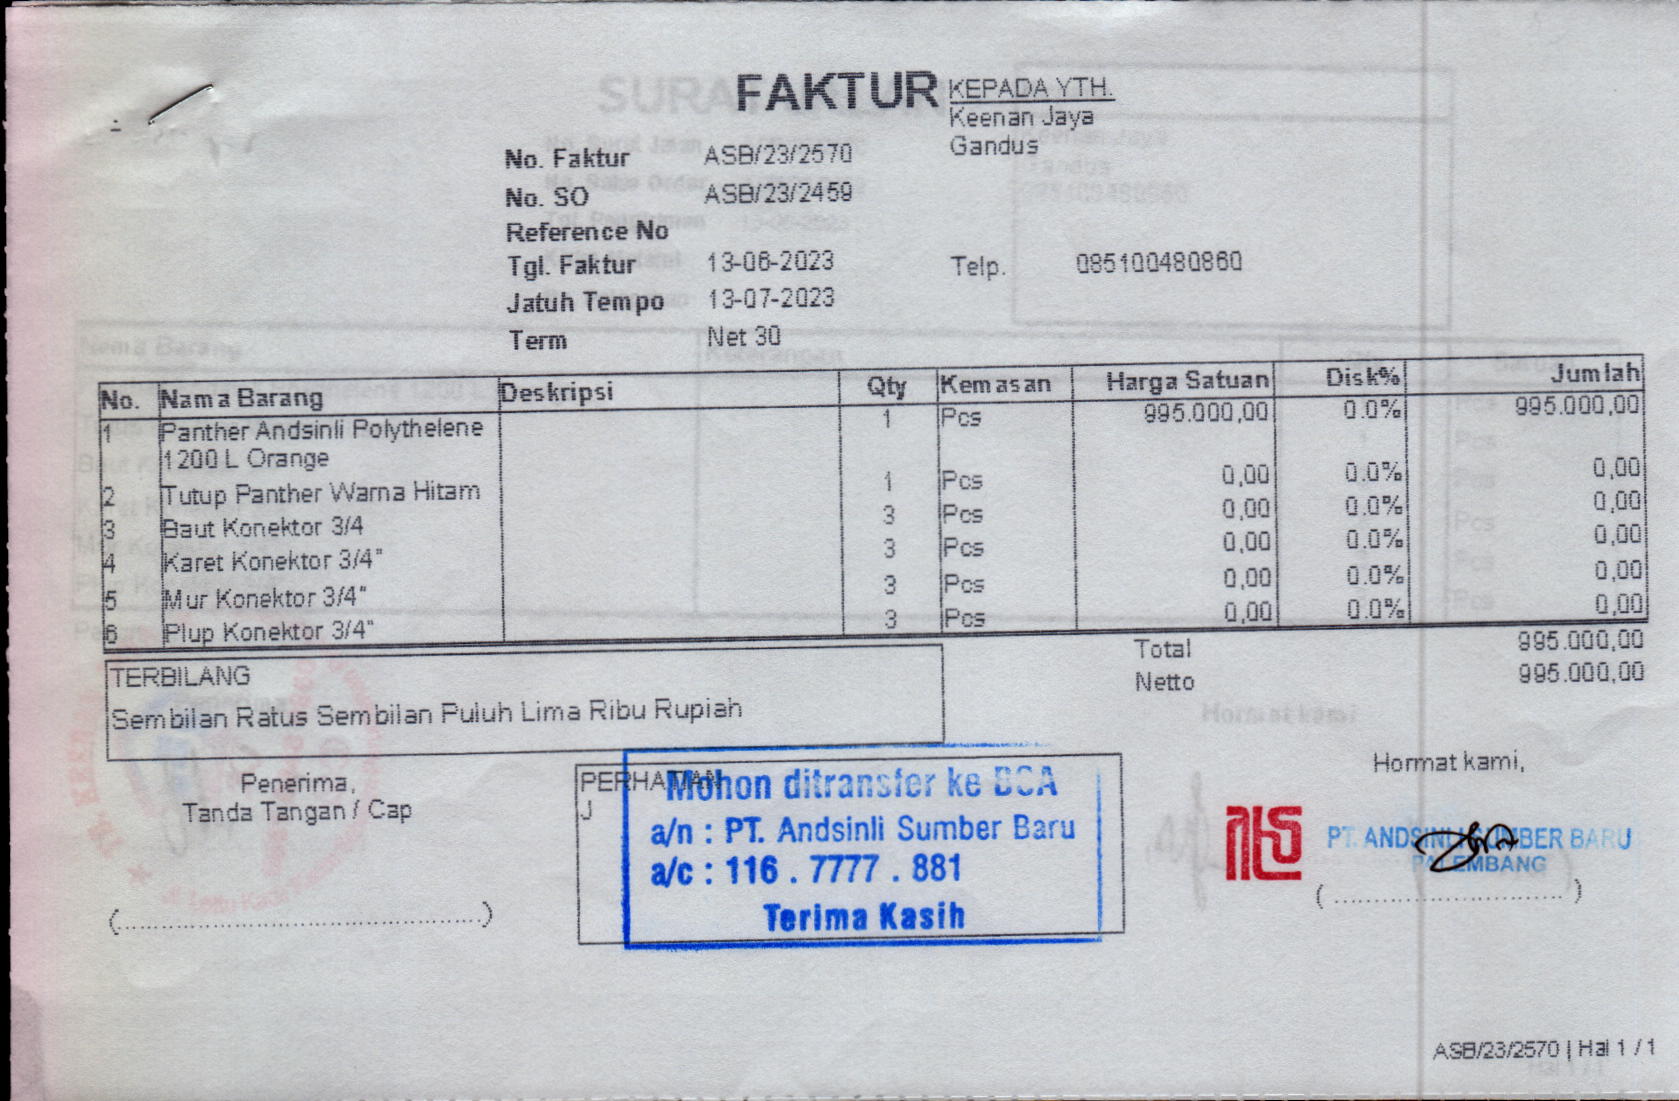 FAKTUR
No. Faktur ASB/23/2570
No. SO ASB/23/2459
Reference No
Tgl. Faktur 13-06-2023
Jatuh Tempo 13-07-2023
Term Net 30
KEPADA YTH.
Keenan Jaya
Gandus
Telp. 085100480860
No. Nama Barang Deskripsi Qty Kemasan Harga Satuan Disk% Jumlah
1 Panther Andsinli Polythelene 1 Pcs 995.000,00 0.0% 995.000,00
1200 L Orange
2 Tutup Panther Warna Hitam 1 Pcs 0,00 0.0% 0,00
3 Baut Konektor 3/4 3 Pcs 0,00 0.0% 0,00
4 Karet Konektor 3/4" 3 Pcs 0,00 0.0% 0,00
5 Mur Konektor 3/4" 3 Pcs 0,00 0.0% 0,00
6 Plup Konektor 3/4" 3 Pcs 0,00 0.0% 0,00
Total 995.000,00
Netto 995.000,00
TERBILANG
Sembilan Ratus Sembilan Puluh Lima Ribu Rupiah
Penerima,
Tanda Tangan / Cap
(..........................................)
PERHATIAN
J
Mohon ditransfer ke BCA
a/n : PT. Andsinli Sumber Baru
a/c : 116 . 7777 . 881
Terima Kasih
Hormat kami,
PT. ANDSINLI SUMBER BARU
PALEMBANG
(..........................)
ASB/23/2570 | Hal 1 / 1